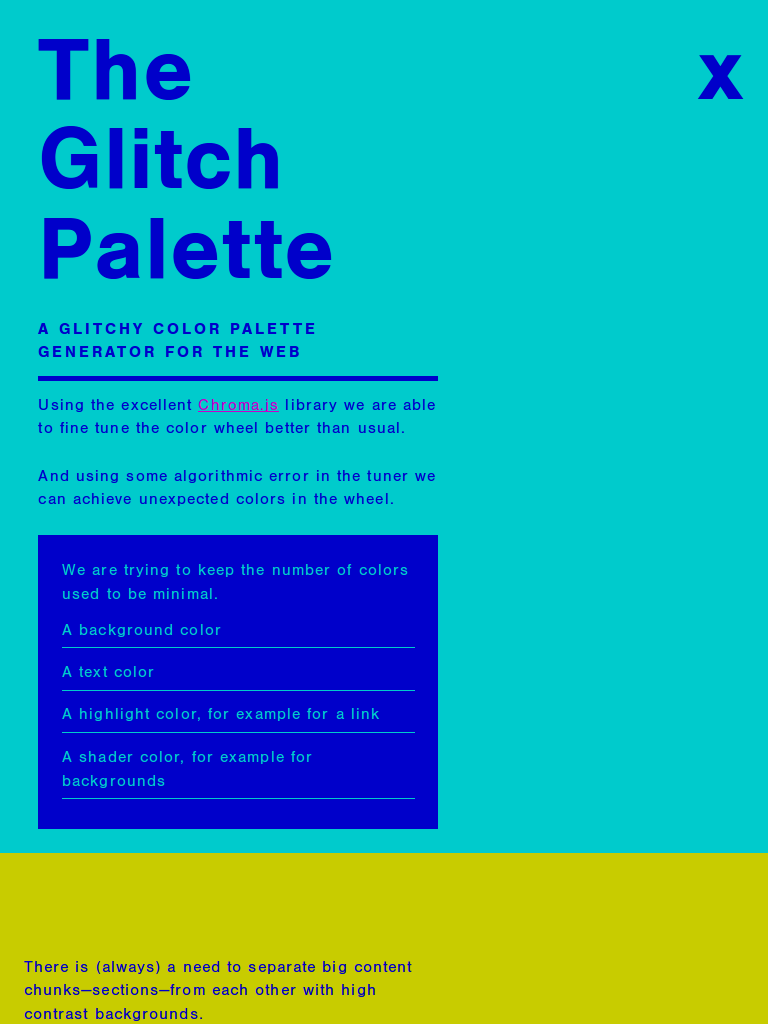 The
x
Glitch
Palette
A GLITCHY COLOR PALETTE
GENERATOR FOR THE WEB
Using the excellent Chroma.js library we are able
to fine tune the color wheel better than usual.
And using some algorithmic error in the tuner we
can achieve unexpected colors in the wheel.
We are trying to keep the number of colors
used to be minimal.
A background color
A text color
A highlight color, for example for a link
A shader color, for example for
backgrounds
There is (always) a need to separate big content
chunks—sections—from each other with high
contrast backgrounds.